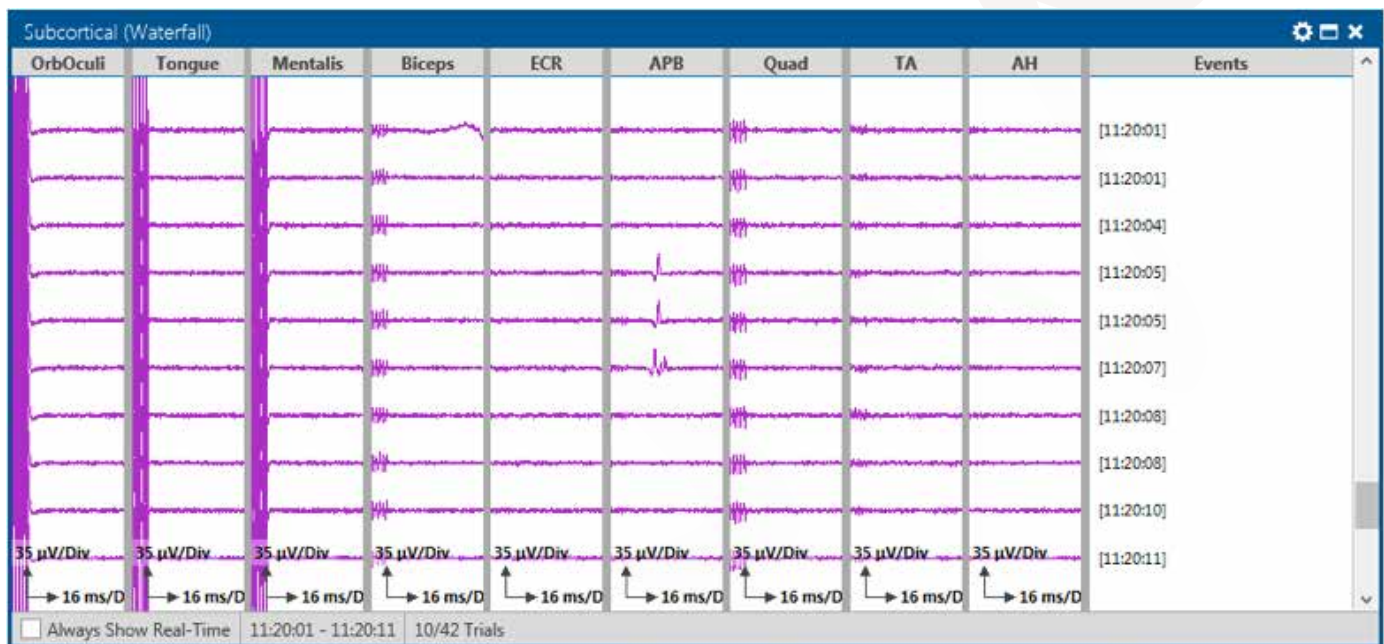 Subcortical (Waterfall)
OrbOculi Tongue Mentalis Biceps ECR APB Quad TA AH Events
[11:20:01]
[11:20:01]
[11:20:04]
[11:20:05]
[11:20:05]
[11:20:07]
[11:20:08]
[11:20:08]
[11:20:10]
35 µV/Div 35 µV/Div 35 µV/Div 35 µV/Div 35 µV/Div 35 µV/Div 35 µV/Div 35 µV/Div 35 µV/Div [11:20:11]
16 ms/D 16 ms/D 16 ms/D 16 ms/D 16 ms/D 16 ms/D 16 ms/D 16 ms/D 16 ms/D
Always Show Real-Time 11:20:01 - 11:20:11 10/42 Trials